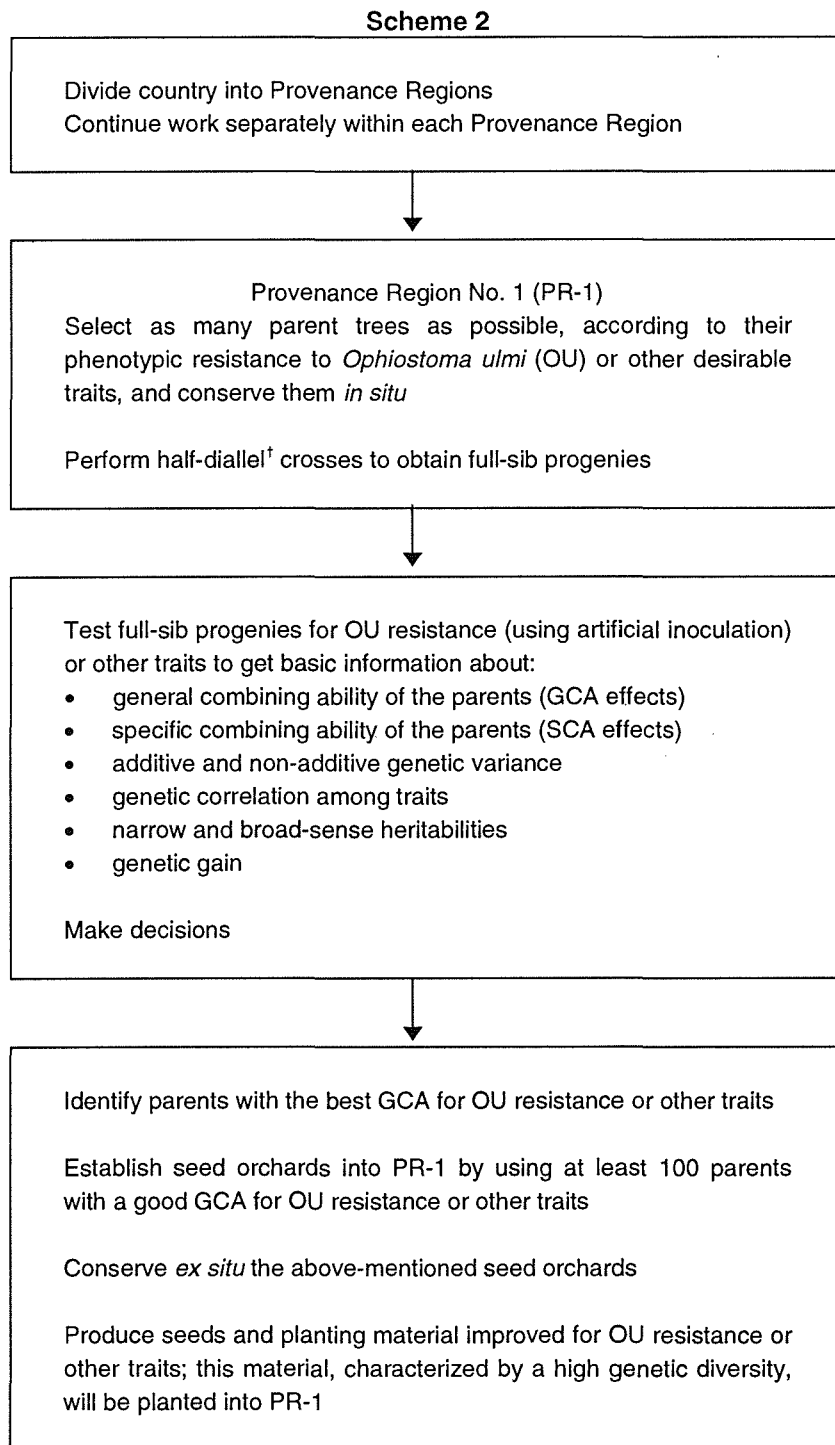 Scheme 2
Divide country into Provenance Regions
Continue work separately within each Provenance Region
Provenance Region No. 1 (PR-1)
Select as many parent trees as possible, according to their
phenotypic resistance to Ophiostoma ulmi (OU) or other desirable
traits, and conserve them in situ
Perform half-diallel† crosses to obtain full-sib progenies
Test full-sib progenies for OU resistance (using artificial inoculation)
or other traits to get basic information about:
• general combining ability of the parents (GCA effects)
• specific combining ability of the parents (SCA effects)
• additive and non-additive genetic variance
• genetic correlation among traits
• narrow and broad-sense heritabilities
• genetic gain
Make decisions
Identify parents with the best GCA for OU resistance or other traits
Establish seed orchards into PR-1 by using at least 100 parents
with a good GCA for OU resistance or other traits
Conserve ex situ the above-mentioned seed orchards
Produce seeds and planting material improved for OU resistance or
other traits; this material, characterized by a high genetic diversity,
will be planted into PR-1